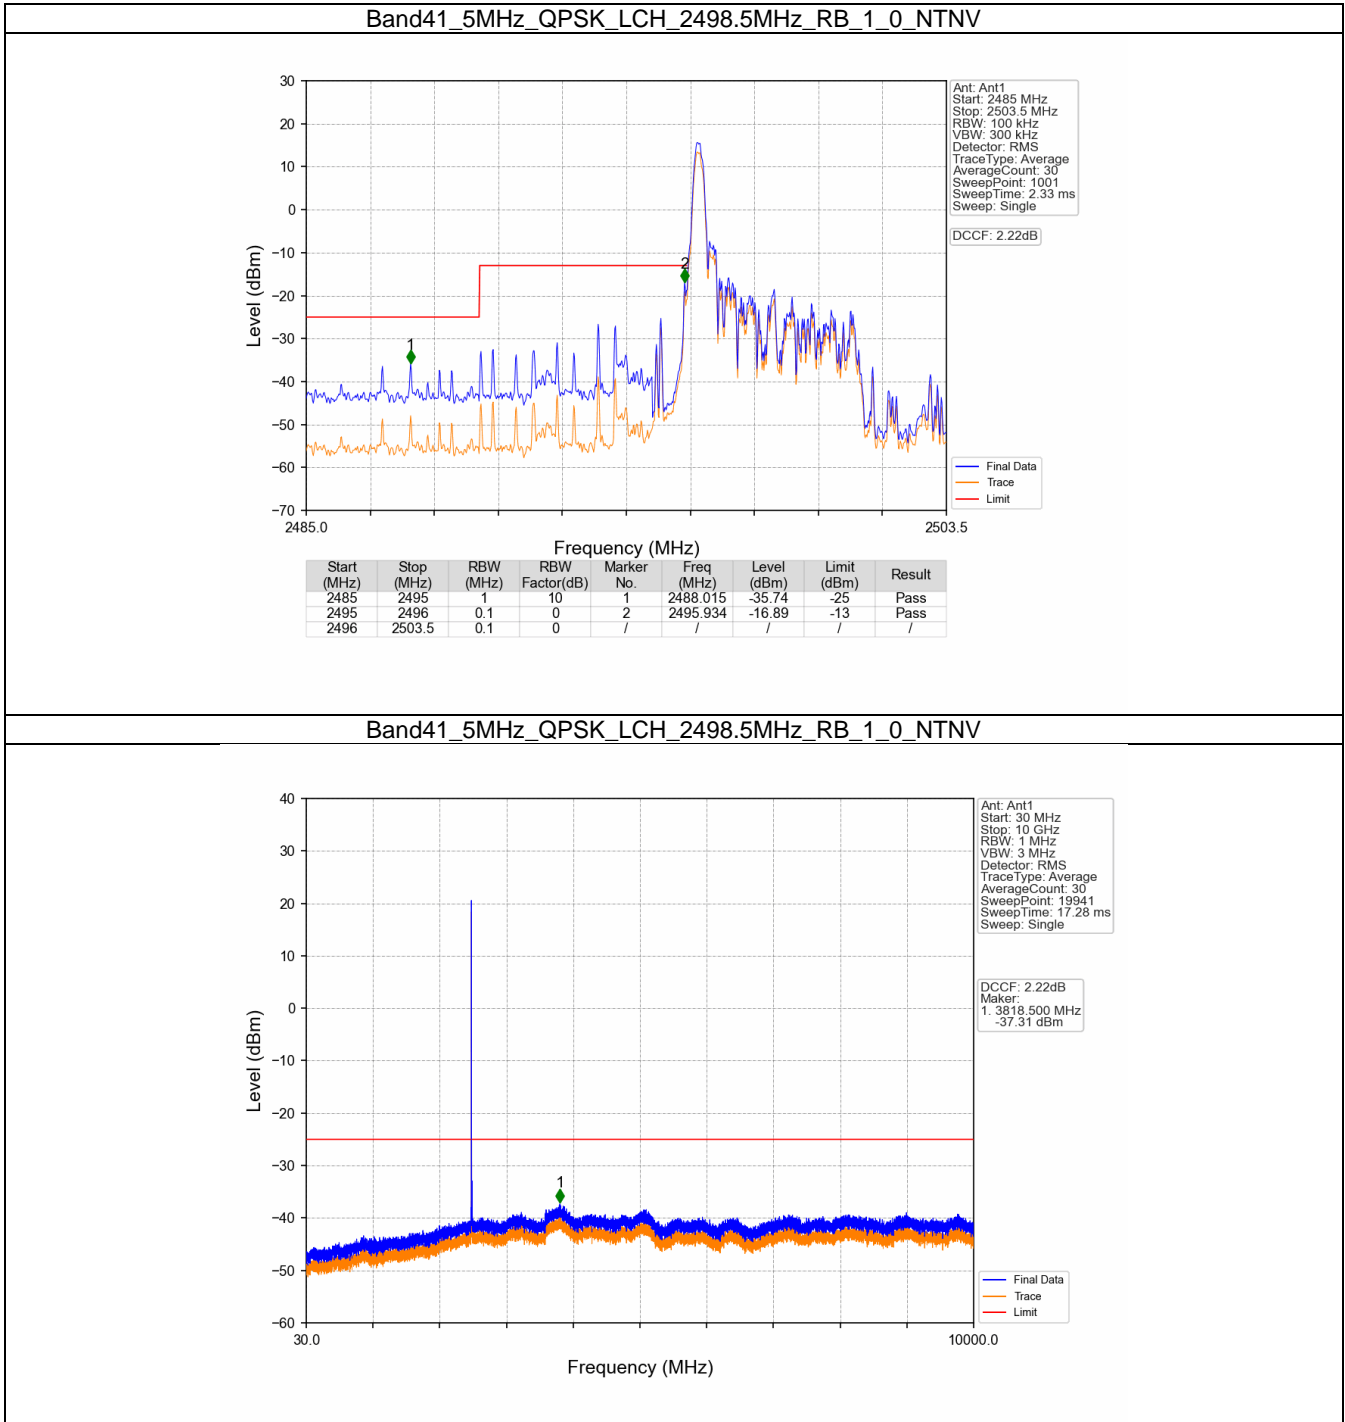 Band41_5MHz_QPSK_LCH_2498.5MHz_RB_1_0_NTNV
30
20
10
0
−10
−20
−30
−40
−50
−60
−70
Level (dBm)
1
2
2485.0
2503.5
Frequency (MHz)
Ant: Ant1
Start: 2485 MHz
Stop: 2503.5 MHz
RBW: 100 kHz
VBW: 300 kHz
Detector: RMS
TraceType: Average
AverageCount: 30
SweepPoint: 1001
SweepTime: 2.33 ms
Sweep: Single
DCCF: 2.22dB
Final Data
Trace
Limit
Start (MHz) Stop (MHz) RBW (MHz) RBW Factor(dB) Marker No. Freq (MHz) Level (dBm) Limit (dBm) Result
2485 2495 1 10 1 2488.015 -35.74 -25 Pass
2495 2496 0.1 0 2 2495.934 -16.89 -13 Pass
2496 2503.5 0.1 0 / / / / /
Band41_5MHz_QPSK_LCH_2498.5MHz_RB_1_0_NTNV
40
30
20
10
0
−10
−20
−30
−40
−50
−60
Level (dBm)
1
30.0
10000.0
Frequency (MHz)
Ant: Ant1
Start: 30 MHz
Stop: 10 GHz
RBW: 1 MHz
VBW: 3 MHz
Detector: RMS
TraceType: Average
AverageCount: 30
SweepPoint: 19941
SweepTime: 17.28 ms
Sweep: Single
DCCF: 2.22dB
Maker:
1. 3818.500 MHz
-37.31 dBm
Final Data
Trace
Limit